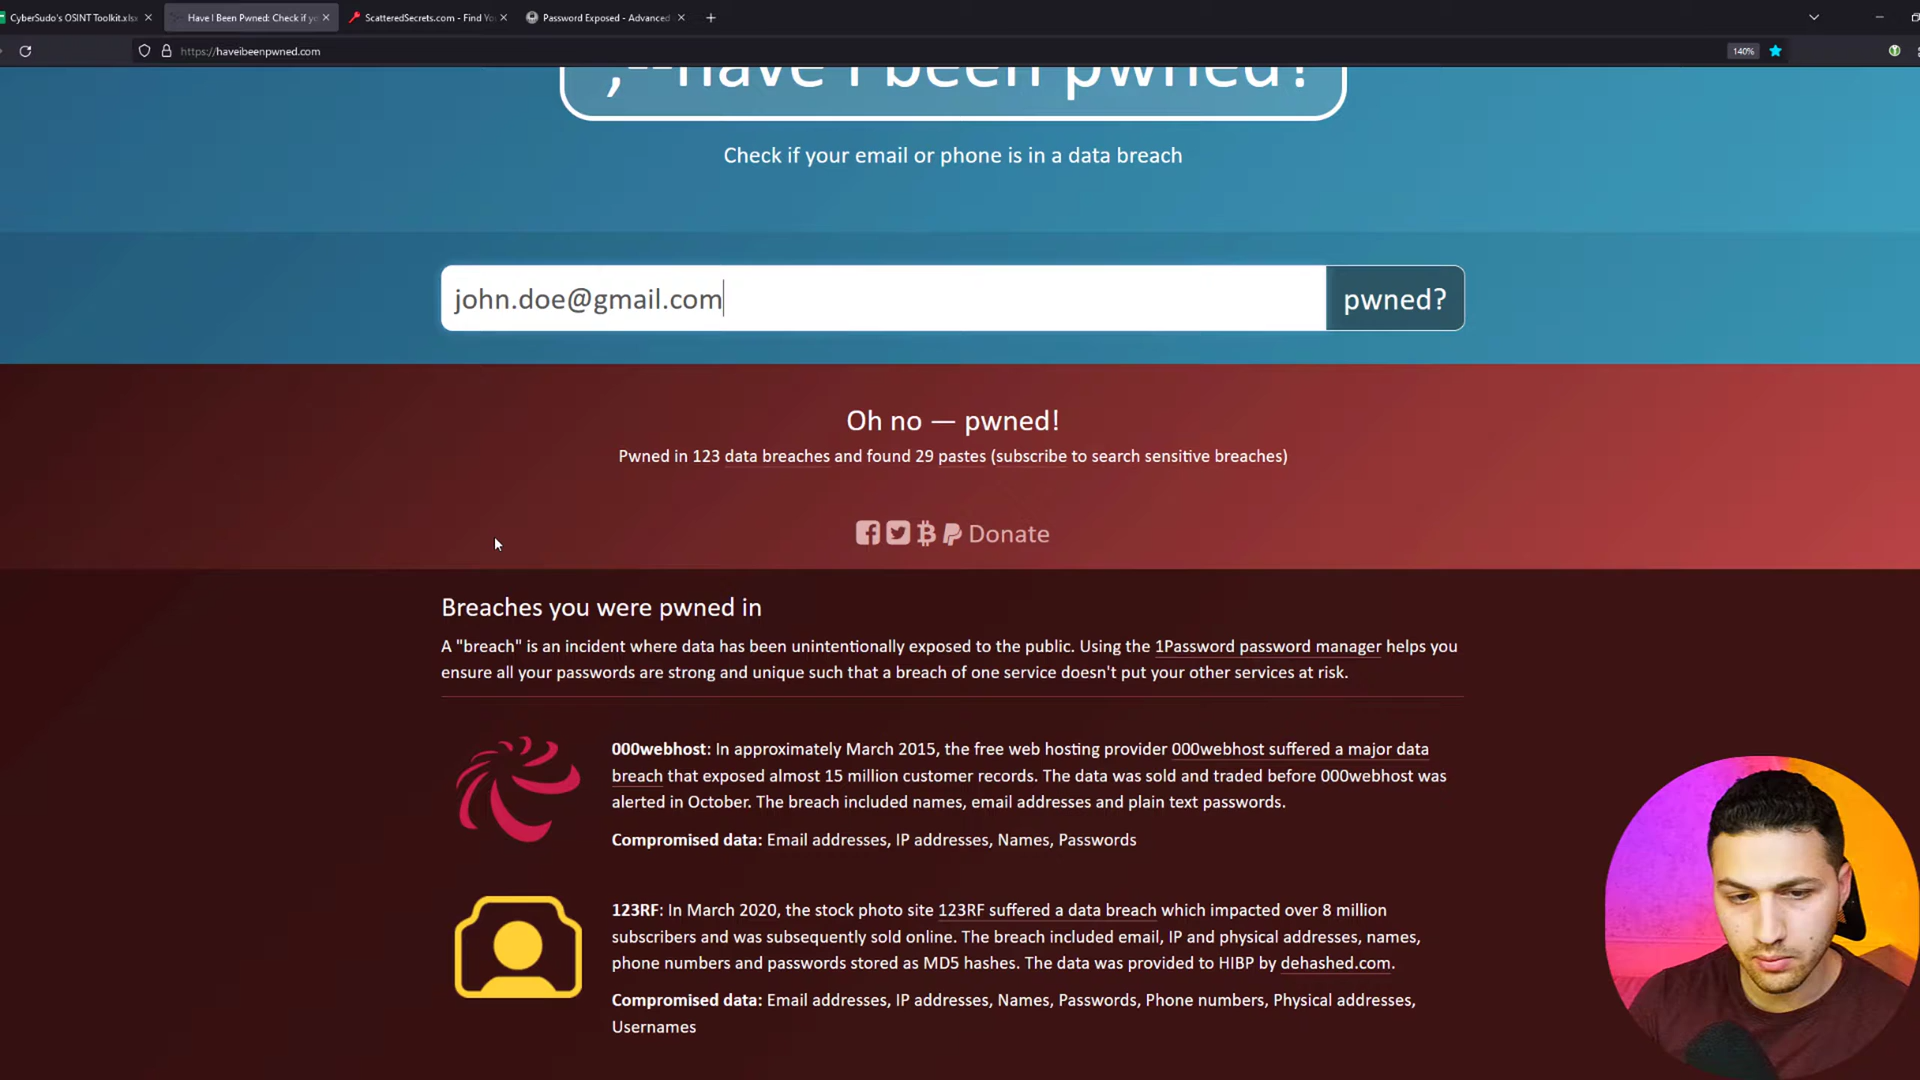 CyberSudo's OSINT Toolkit.xlsx
Have I Been Pwned: Check if yo
ScatteredSecrets.com - Find You
Password Exposed - Advanced
https://haveibeenpwned.com
140%
';--have i been pwned?
Check if your email or phone is in a data breach
john.doe@gmail.com
pwned?
Oh no — pwned!
Pwned in 123 data breaches and found 29 pastes (subscribe to search sensitive breaches)
Donate
Breaches you were pwned in
A "breach" is an incident where data has been unintentionally exposed to the public. Using the 1Password password manager helps you
ensure all your passwords are strong and unique such that a breach of one service doesn't put your other services at risk.
000webhost: In approximately March 2015, the free web hosting provider 000webhost suffered a major data
breach that exposed almost 15 million customer records. The data was sold and traded before 000webhost was
alerted in October. The breach included names, email addresses and plain text passwords.
Compromised data: Email addresses, IP addresses, Names, Passwords
123RF: In March 2020, the stock photo site 123RF suffered a data breach which impacted over 8 million
subscribers and was subsequently sold online. The breach included email, IP and physical addresses, names,
phone numbers and passwords stored as MD5 hashes. The data was provided to HIBP by dehashed.com.
Compromised data: Email addresses, IP addresses, Names, Passwords, Phone numbers, Physical addresses,
Usernames